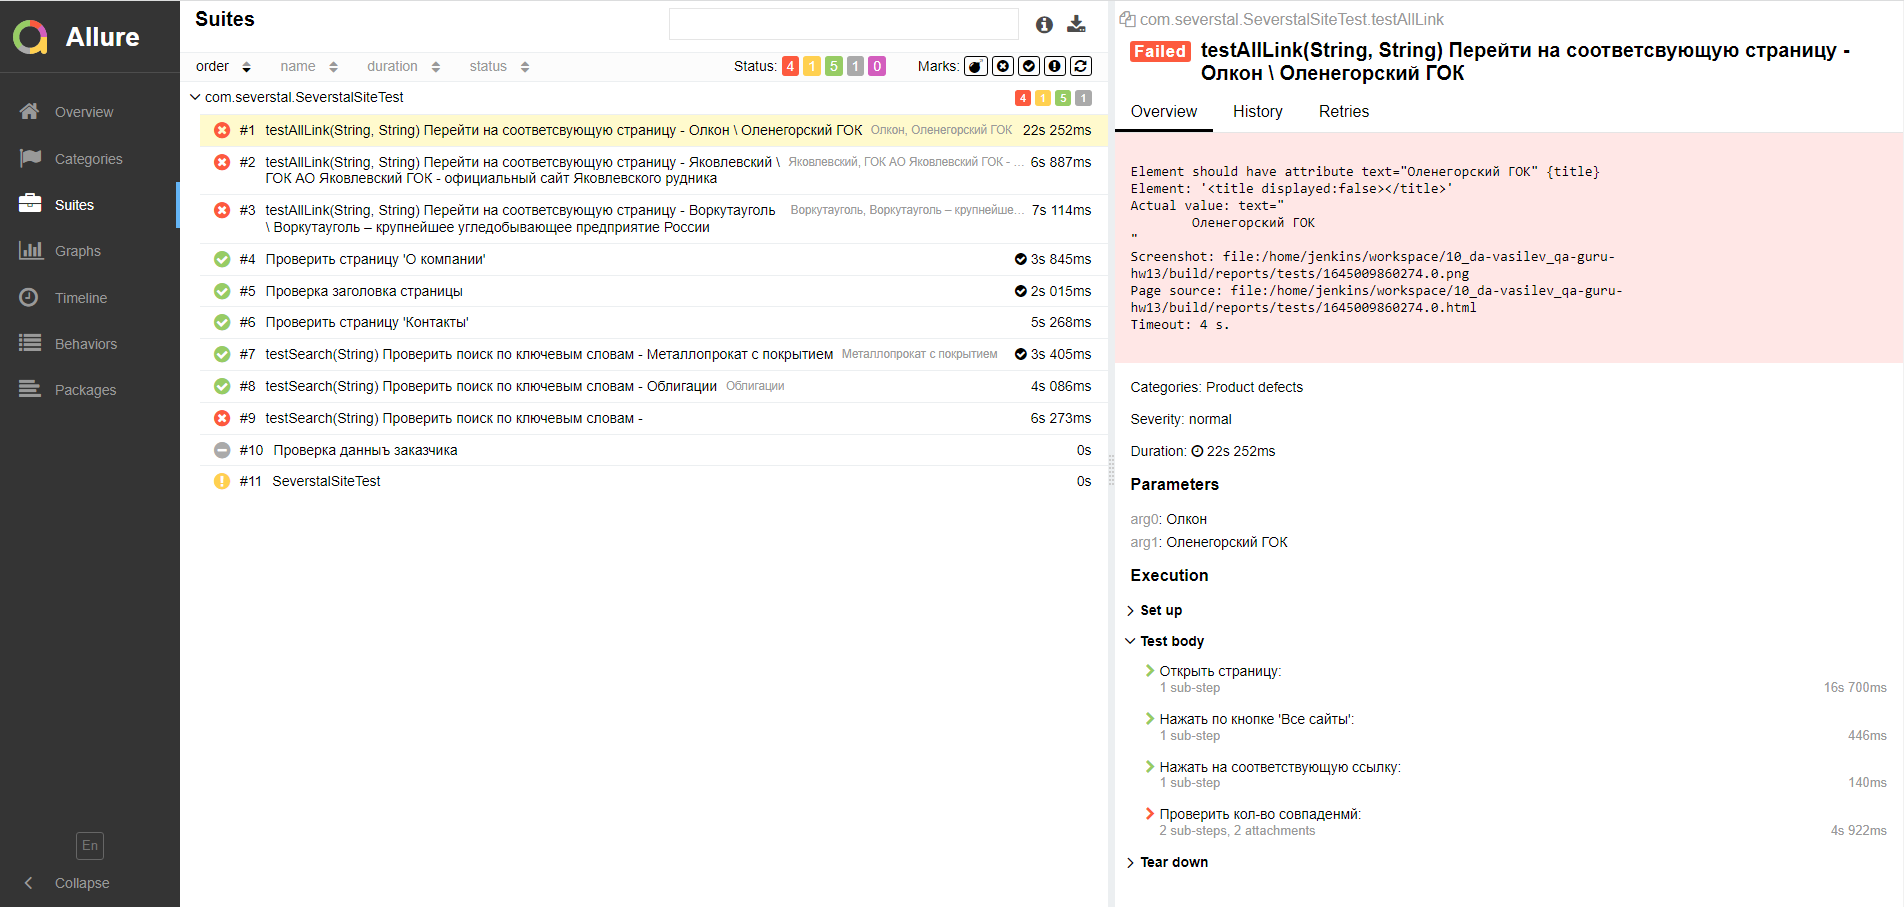 Allure
Overview
Categories
Suites
Graphs
Timeline
Behaviors
Packages
En
Collapse
Suites
order name duration status Status: 4 1 5 1 0 Marks:
com.severstal.SeverstalSiteTest 4 1 5 1
#1 testAllLink(String, String) Перейти на соответсвующую страницу - Олкон \ Оленегорский ГОК Олкон, Оленегорский ГОК 22s 252ms
#2 testAllLink(String, String) Перейти на соответсвующую страницу - Яковлевский \ Яковлевский, ГОК АО Яковлевский ГОК - ... 6s 887ms
ГОК АО Яковлевский ГОК - официальный сайт Яковлевского рудника
#3 testAllLink(String, String) Перейти на соответсвующую страницу - Воркутауголь Воркутауголь, Воркутауголь – крупнейше... 7s 114ms
\ Воркутауголь – крупнейшее угледобывающее предприятие России
#4 Проверить страницу 'О компании' 3s 845ms
#5 Проверка заголовка страницы 2s 015ms
#6 Проверить страницу 'Контакты' 5s 268ms
#7 testSearch(String) Проверить поиск по ключевым словам - Металлопрокат с покрытием Металлопрокат с покрытием 3s 405ms
#8 testSearch(String) Проверить поиск по ключевым словам - Облигации Облигации 4s 086ms
#9 testSearch(String) Проверить поиск по ключевым словам - 6s 273ms
#10 Проверка данныъ заказчика 0s
#11 SeverstalSiteTest 0s
com.severstal.SeverstalSiteTest.testAllLink
Failed testAllLink(String, String) Перейти на соответсвующую страницу -
Олкон \ Оленегорский ГОК
Overview History Retries
Element should have attribute text="Оленегорский ГОК" {title}
Element: '<title displayed:false></title>'
Actual value: text="
Оленегорский ГОК
"
Screenshot: file:/home/jenkins/workspace/10_da-vasilev_qa-guru-
hw13/build/reports/tests/1645009860274.0.png
Page source: file:/home/jenkins/workspace/10_da-vasilev_qa-guru-
hw13/build/reports/tests/1645009860274.0.html
Timeout: 4 s.
Categories: Product defects
Severity: normal
Duration: 22s 252ms
Parameters
arg0: Олкон
arg1: Оленегорский ГОК
Execution
Set up
Test body
Открыть страницу:
1 sub-step 16s 700ms
Нажать по кнопке 'Все сайты':
1 sub-step 446ms
Нажать на соответствующую ссылку:
1 sub-step 140ms
Проверить кол-во совпаденмй:
2 sub-steps, 2 attachments 4s 922ms
Tear down